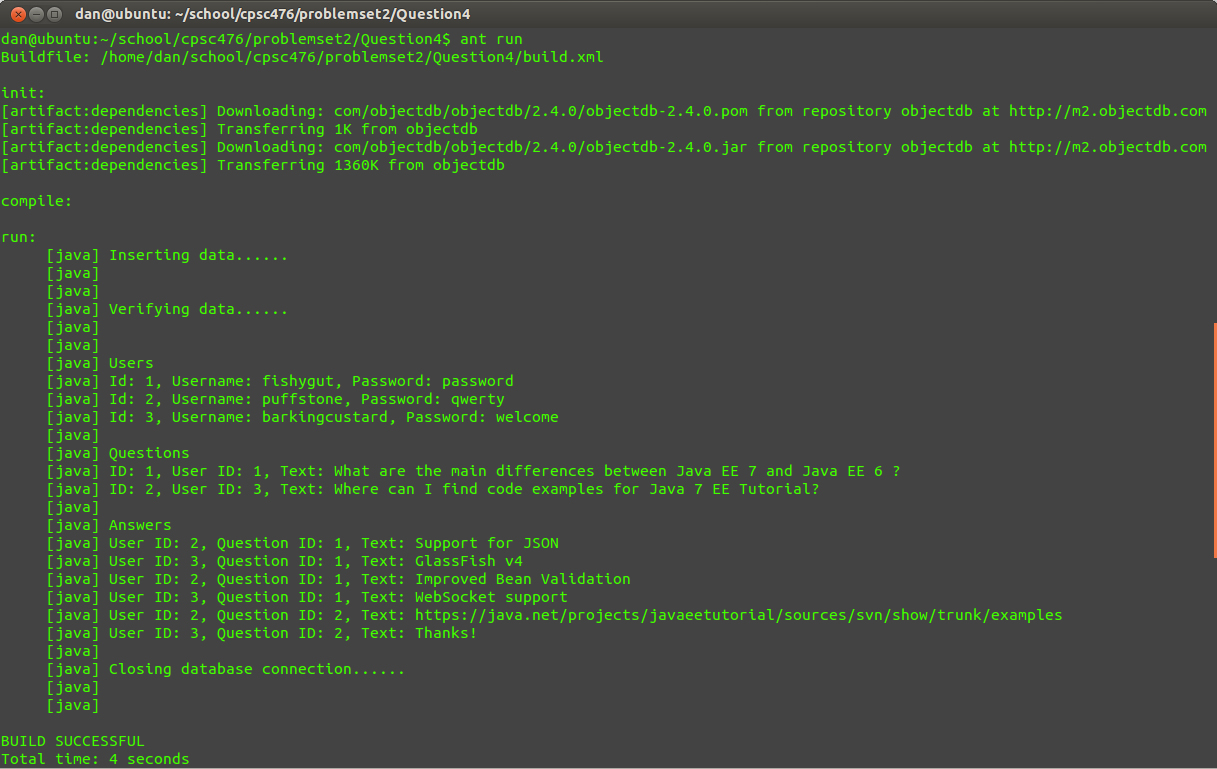 dan@ubuntu: ~/school/cpsc476/problemset2/Question4
dan@ubuntu:~/school/cpsc476/problemset2/Question4$ ant run
Buildfile: /home/dan/school/cpsc476/problemset2/Question4/build.xml
init:
[artifact:dependencies] Downloading: com/objectdb/objectdb/2.4.0/objectdb-2.4.0.pom from repository objectdb at http://m2.objectdb.com
[artifact:dependencies] Transferring 1K from objectdb
[artifact:dependencies] Downloading: com/objectdb/objectdb/2.4.0/objectdb-2.4.0.jar from repository objectdb at http://m2.objectdb.com
[artifact:dependencies] Transferring 1360K from objectdb
compile:
run:
[java] Inserting data......
[java]
[java]
[java] Verifying data......
[java]
[java]
[java] Users
[java] Id: 1, Username: fishygut, Password: password
[java] Id: 2, Username: puffstone, Password: qwerty
[java] Id: 3, Username: barkingcustard, Password: welcome
[java]
[java] Questions
[java] ID: 1, User ID: 1, Text: What are the main differences between Java EE 7 and Java EE 6 ?
[java] ID: 2, User ID: 3, Text: Where can I find code examples for Java 7 EE Tutorial?
[java]
[java] Answers
[java] User ID: 2, Question ID: 1, Text: Support for JSON
[java] User ID: 3, Question ID: 1, Text: GlassFish v4
[java] User ID: 2, Question ID: 1, Text: Improved Bean Validation
[java] User ID: 3, Question ID: 1, Text: WebSocket support
[java] User ID: 2, Question ID: 2, Text: https://java.net/projects/javaeetutorial/sources/svn/show/trunk/examples
[java] User ID: 3, Question ID: 2, Text: Thanks!
[java]
[java] Closing database connection......
[java]
[java]
BUILD SUCCESSFUL
Total time: 4 seconds